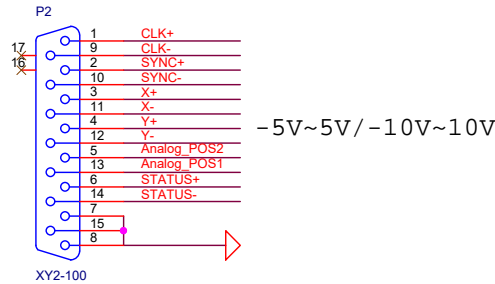 P2
1 CLK+
17 9 CLK-
2 SYNC+
16 10 SYNC-
3 X+
11 X-
4 Y+
-5V~5V/-10V~10V
12 Y-
5 Analog_POS2
13 Analog_POS1
6 STATUS+
14 STATUS-
7
15
8
XY2-100